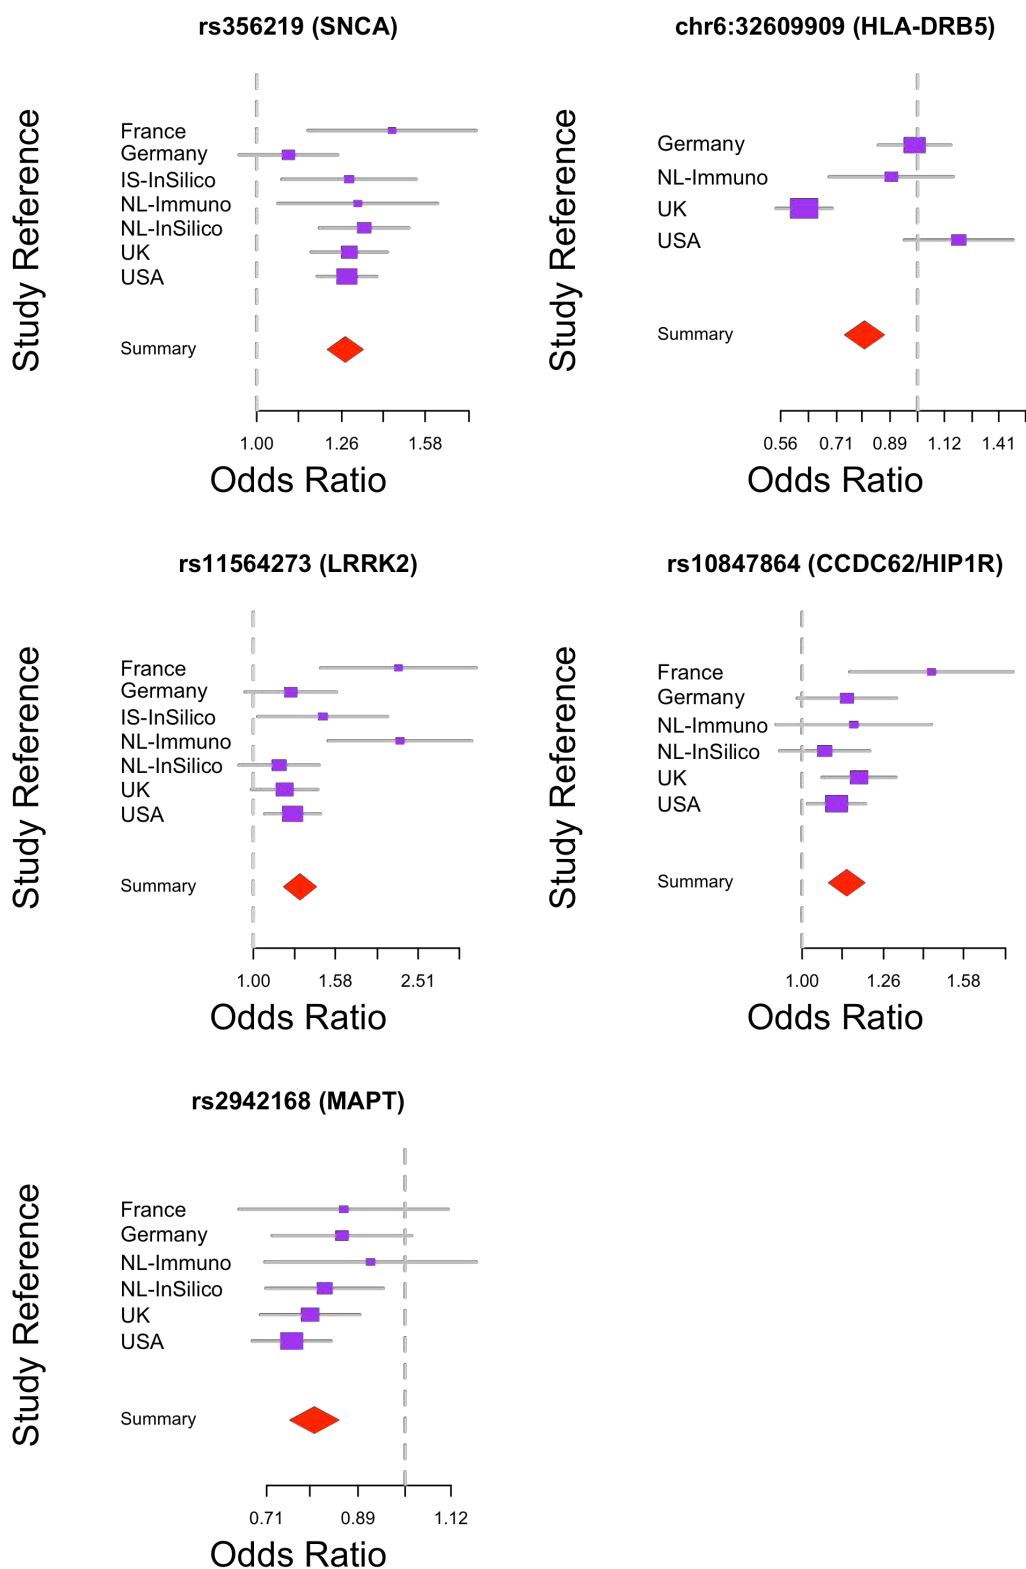 rs356219 (SNCA)
Study Reference
France
Germany
IS-InSilico
NL-Immuno
NL-InSilico
UK
USA
Summary
1.00 1.26 1.58
Odds Ratio
chr6:32609909 (HLA-DRB5)
Study Reference
Germany
NL-Immuno
UK
USA
Summary
0.56 0.71 0.89 1.12 1.41
Odds Ratio
rs11564273 (LRRK2)
Study Reference
France
Germany
IS-InSilico
NL-Immuno
NL-InSilico
UK
USA
Summary
1.00 1.58 2.51
Odds Ratio
rs10847864 (CCDC62/HIP1R)
Study Reference
France
Germany
NL-Immuno
NL-InSilico
UK
USA
Summary
1.00 1.26 1.58
Odds Ratio
rs2942168 (MAPT)
Study Reference
France
Germany
NL-Immuno
NL-InSilico
UK
USA
Summary
0.71 0.89 1.12
Odds Ratio